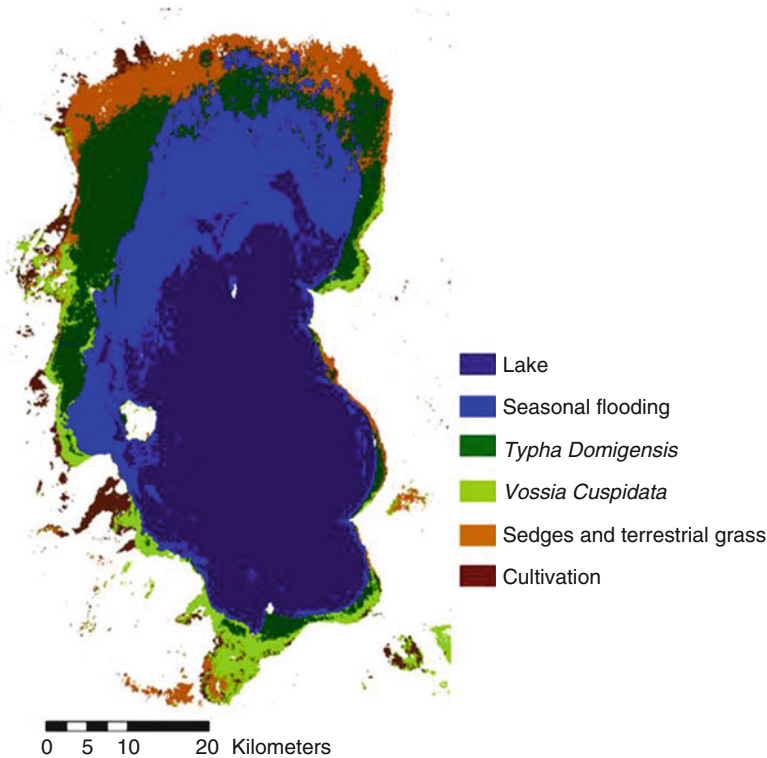 Lake
Seasonal flooding
Typha Domigensis
Vossia Cuspidata
Sedges and terrestrial grass
Cultivation
0 5 10 20 Kilometers